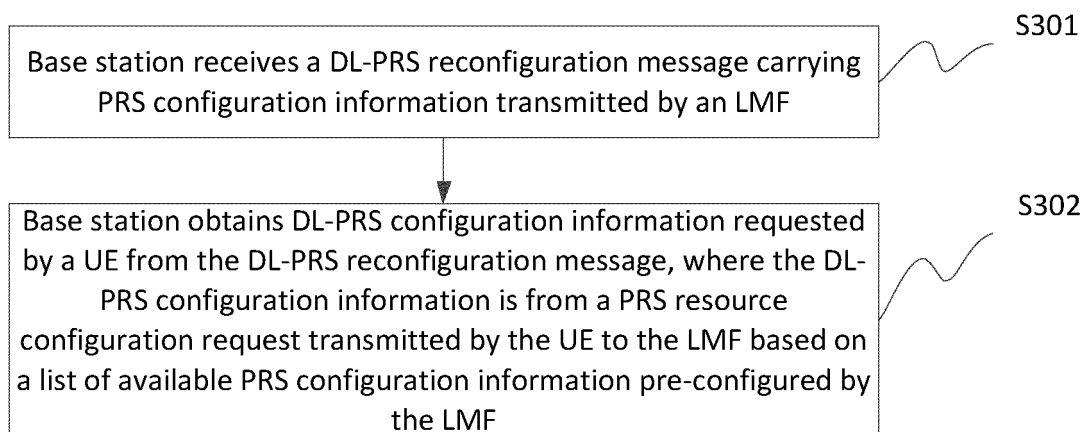 S301
Base station receives a DL-PRS reconfiguration message carrying
PRS configuration information transmitted by an LMF
S302
Base station obtains DL-PRS configuration information requested
by a UE from the DL-PRS reconfiguration message, where the DL-
PRS configuration information is from a PRS resource
configuration request transmitted by the UE to the LMF based on
a list of available PRS configuration information pre-configured by
the LMF